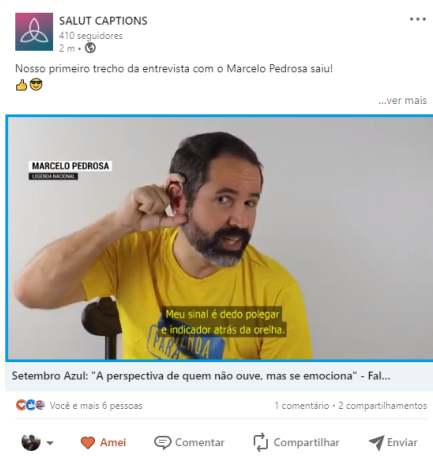 SALUT CAPTIONS
410 seguidores
2 m •
Nosso primeiro trecho da entrevista com o Marcelo Pedrosa saiu!
...ver mais
MARCELO PEDROSA
LEGENDA NACIONAL
Meu sinal é dedo polegar
e indicador atrás da orelha.
Setembro Azul: "A perspectiva de quem não ouve, mas se emociona" - Fal...
Você e mais 6 pessoas
1 comentário • 2 compartilhamentos
Amei
Comentar
Compartilhar
Enviar